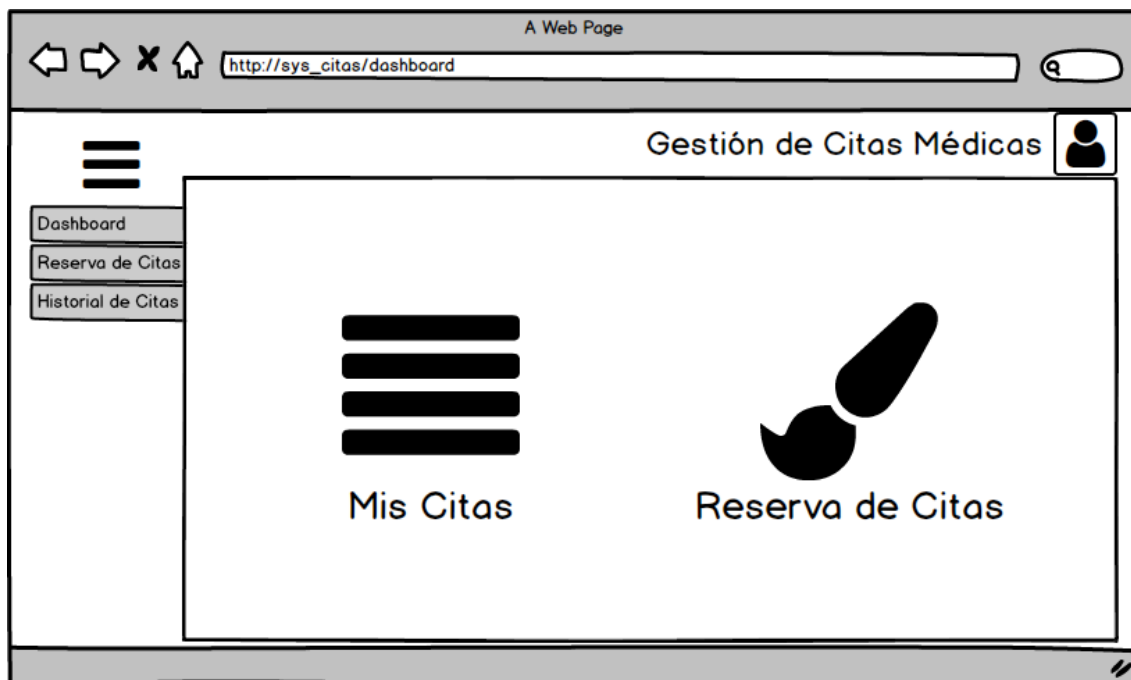 A Web Page
http://sys_citas/dashboard
Gestión de Citas Médicas
Dashboard
Reserva de Citas
Historial de Citas
Mis Citas
Reserva de Citas